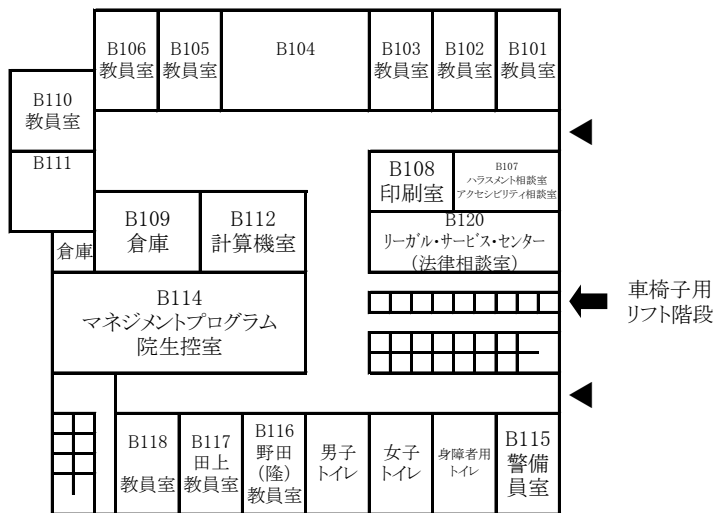 B106
教員室
B105
教員室
B104
B103
教員室
B102
教員室
B101
教員室
B110
教員室
B111
B108
印刷室
B107
ハラスメント相談室
アクセシビリティ相談室
B109
倉庫
B112
計算機室
B120
リーガル・サービス・センター
(法律相談室)
倉庫
B114
マネジメントプログラム
院生控室
車椅子用
リフト階段
B118
教員室
B117
田上
教員室
B116
野田
(隆)
教員室
男子
トイレ
女子
トイレ
身障者用
トイレ
B115
警備
員室